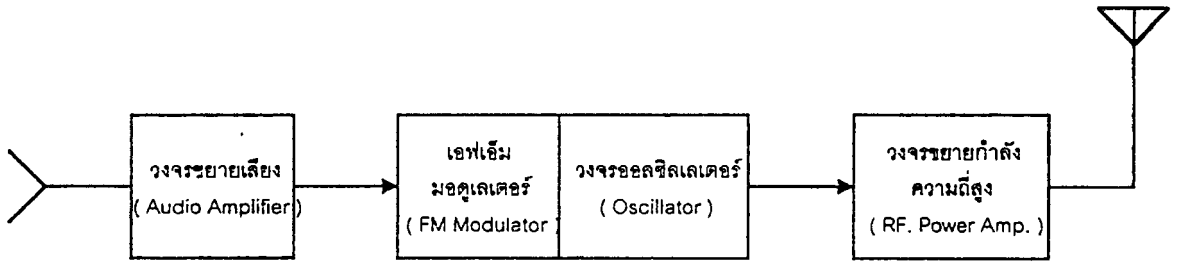 วงจรขยายเสียง
( Audio Amplifier )
เอฟเอ็ม
มอดูเลเตอร์
( FM Modulator
วงจรออสซิลเลเตอร์
( Oscillator )
วงจรขยายกำลัง
ความถี่สูง
( RF. Power Amp. )